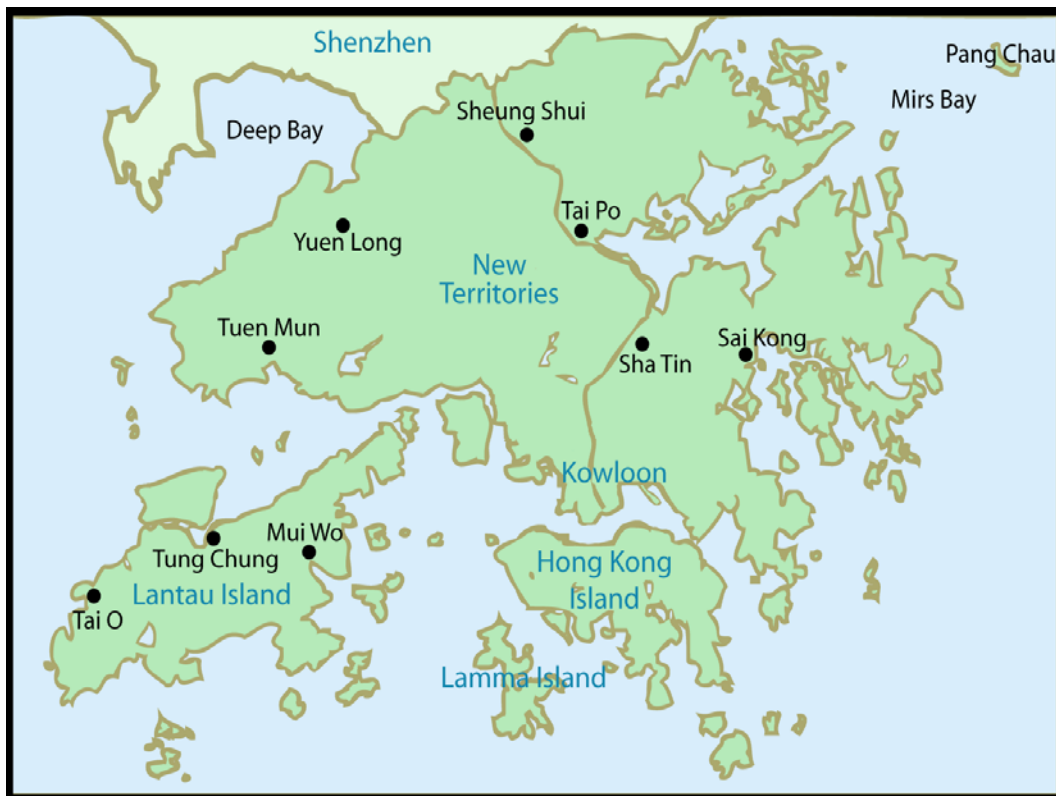 Shenzhen
Pang Chau
Mirs Bay
Sheung Shui
Deep Bay
Tai Po
Yuen Long
New
Territories
Tuen Mun
Sai Kong
Sha Tin
Kowloon
Mui Wo
Tung Chung
Hong Kong
Island
Lantau Island
Tai O
Lamma Island